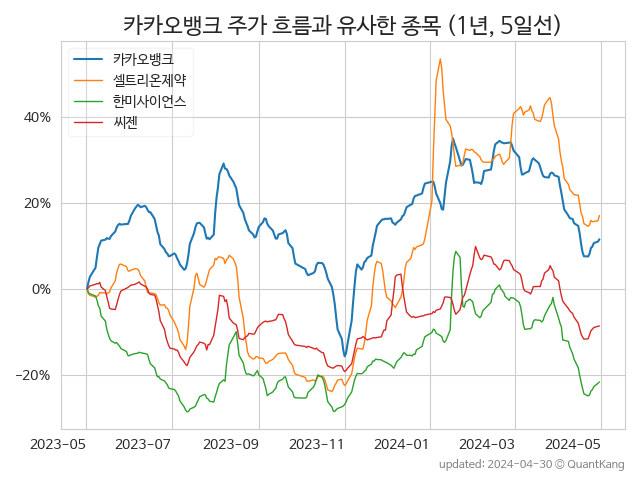 카카오뱅크 주가 흐름과 유사한 종목 (1년, 5일선)
카카오뱅크
셀트리온제약
한미사이언스
씨젠
40%
20%
0%
−20%
2023-05 2023-07 2023-09 2023-11 2024-01 2024-03 2024-05
updated: 2024-04-30 © QuantKang